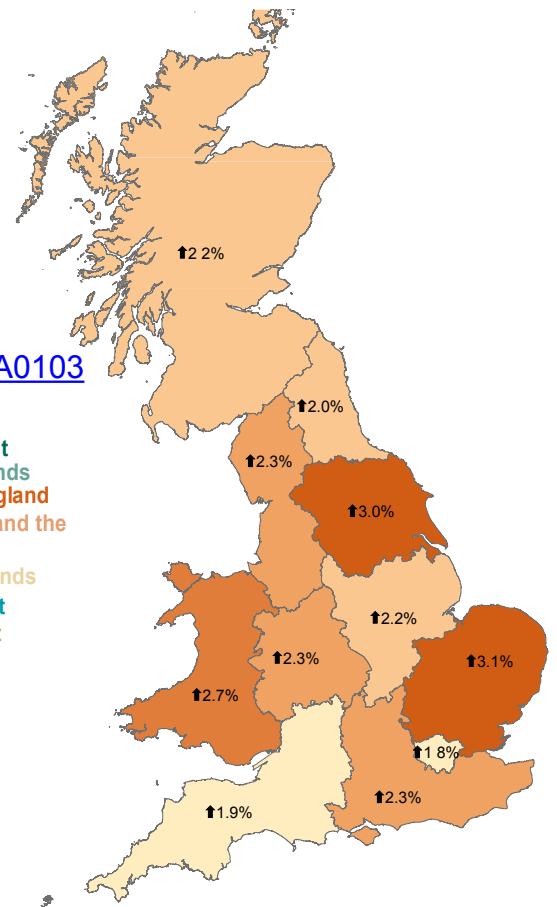 ⬆2 2%
A0103
⬆2.0%
t
⬆2.3%
nds
gland
⬆3.0%
and the
nds
t
⬆2.2%
t
⬆2.3%
⬆3.1%
⬆2.7%
⬆1 8%
⬆2.3%
⬆1.9%